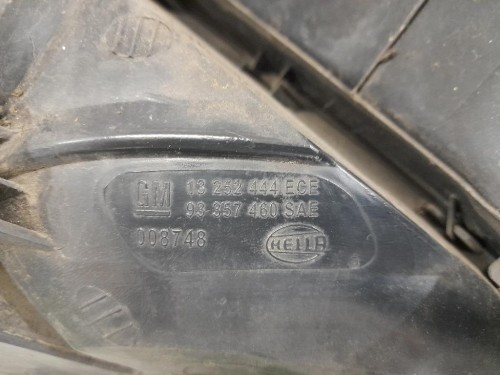 GM 13 252 444 ECE
93 357 460 SAE
008748 HELLA